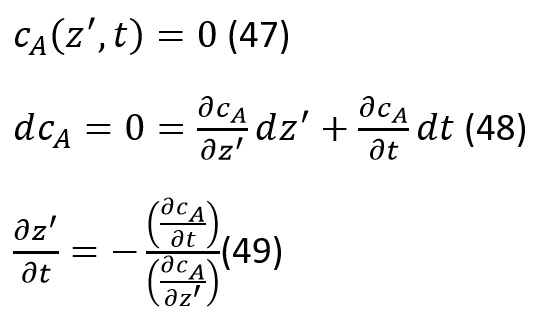 c_A(z′, t) = 0 (47)
dc_A = 0 = ∂c_A/∂z′ dz′ + ∂c_A/∂t dt (48)
∂z′/∂t = − (∂c_A/∂t)/(∂c_A/∂z′) (49)